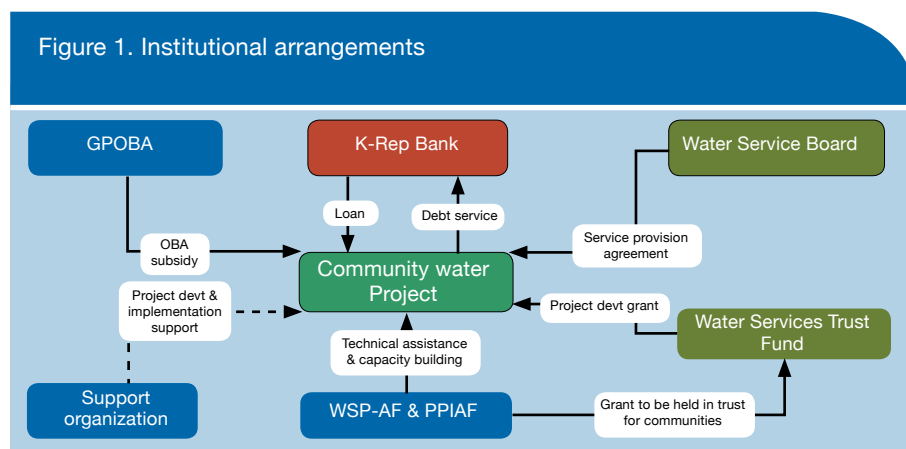 Figure 1. Institutional arrangements
GPOBA
K-Rep Bank
Water Service Board
Loan
Debt service
OBA
subsidy
Service provision
agreement
Community water
Project
Project devt &
implementation
support
Project devt grant
Water Services Trust
Fund
Technical assistance
& capacity building
Support
organization
WSP-AF & PPIAF
Grant to be held in trust
for communities